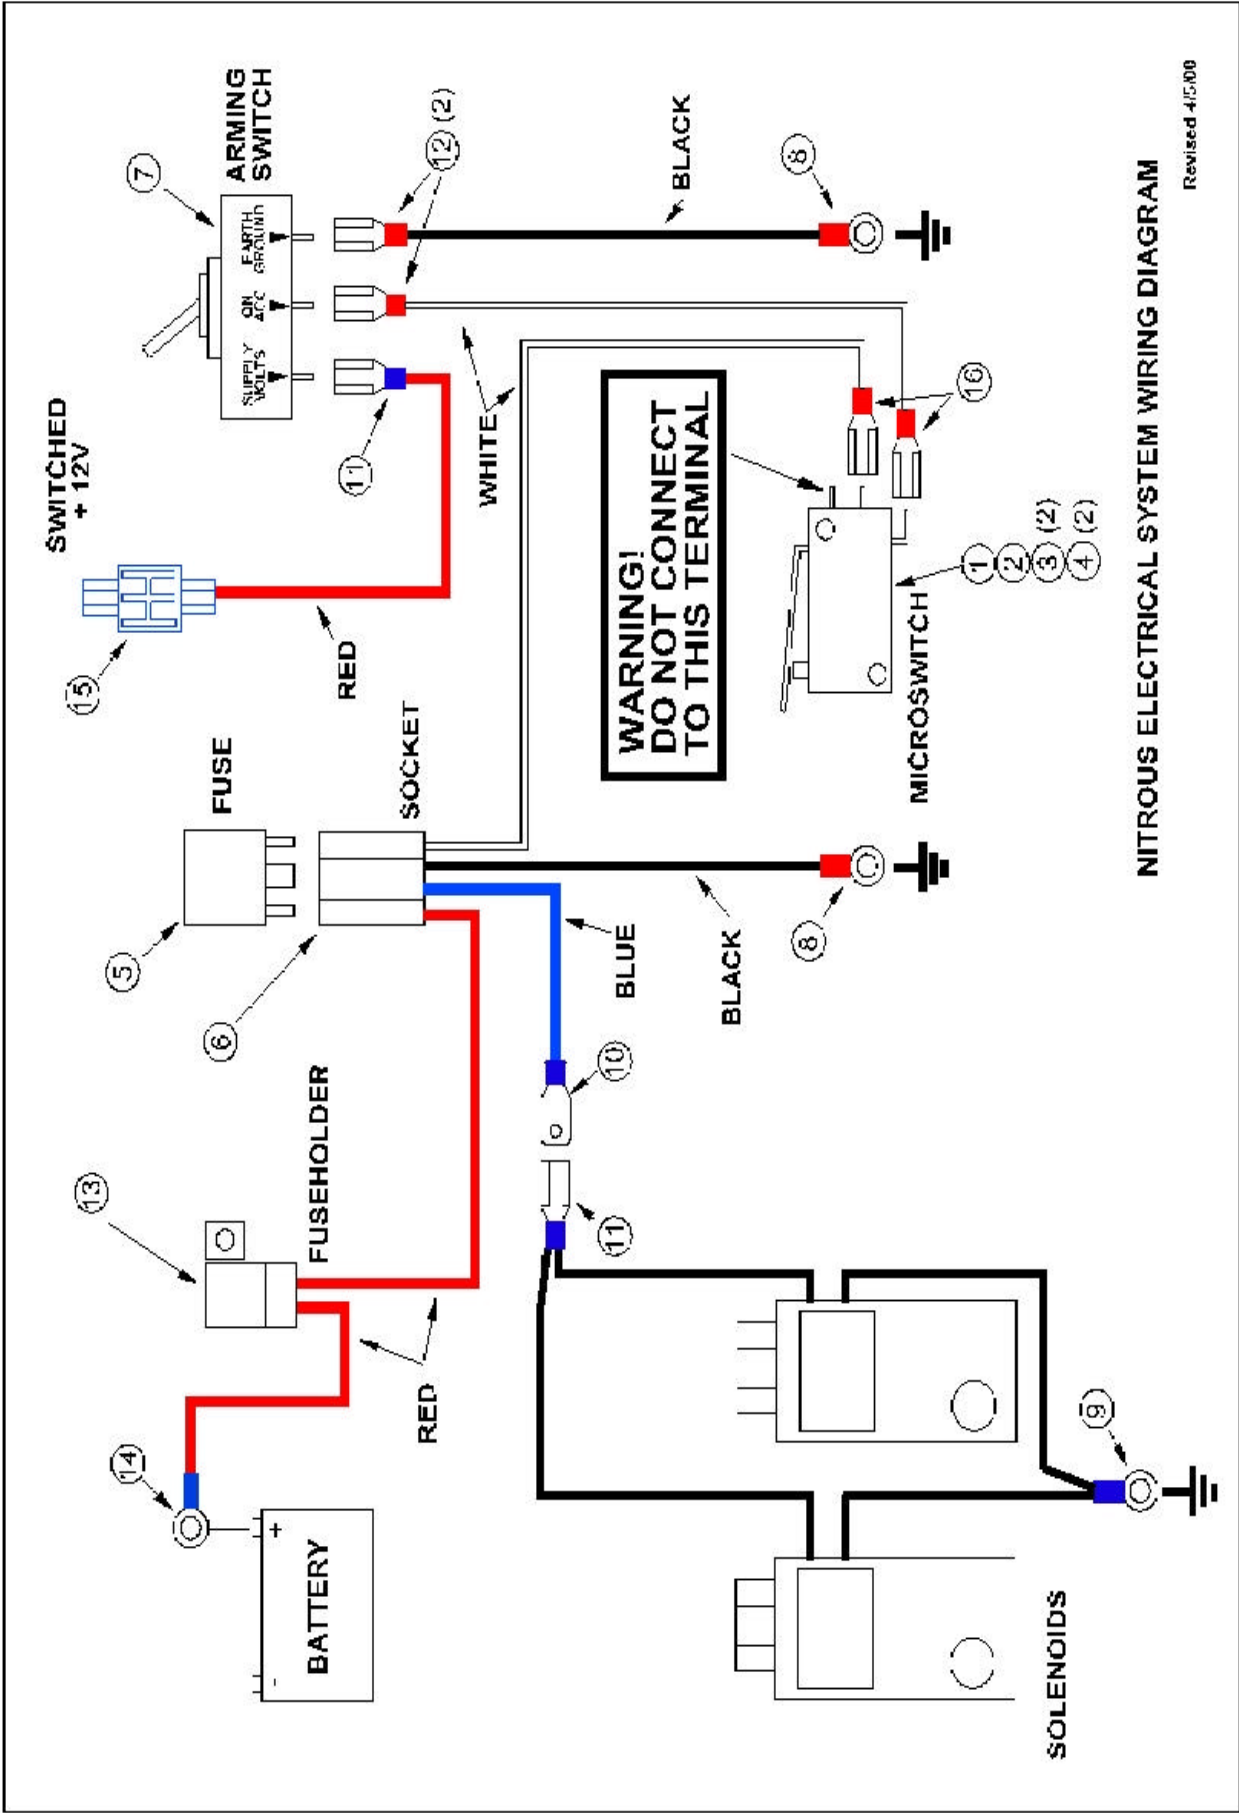 BATTERY
+
-
14
13
FUSEHOLDER
RED
5
FUSE
6
SOCKET
15
SWITCHED
+ 12V
RED
7
ARMING
SWITCH
SUPPLY
VOLTS
ON
ACC
EARTH
GROUND
11
12 (2)
WHITE
BLACK
8
WARNING!
DO NOT CONNECT
TO THIS TERMINAL
16
MICROSWITCH
1
2
3 (2)
4 (2)
BLUE
BLACK
8
10
11
9
SOLENOIDS
NITROUS ELECTRICAL SYSTEM WIRING DIAGRAM
Revised 4/5/00